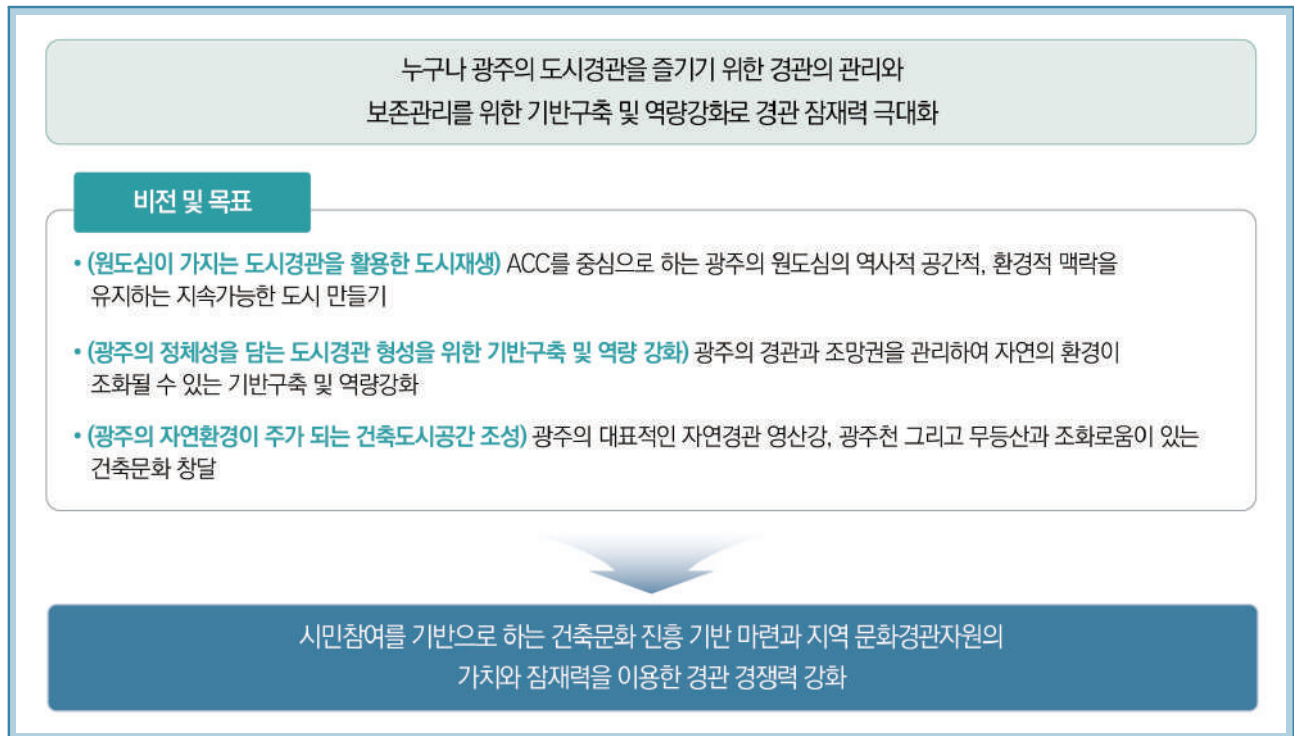 누구나 광주의 도시경관을 즐기기 위한 경관의 관리와
보존관리를 위한 기반구축 및 역량강화로 경관 잠재력 극대화
비전 및 목표
• (원도심이 가지는 도시경관을 활용한 도시재생) ACC를 중심으로 하는 광주의 원도심의 역사적 공간적, 환경적 맥락을
유지하는 지속가능한 도시 만들기
• (광주의 정체성을 담는 도시경관 형성을 위한 기반구축 및 역량 강화) 광주의 경관과 조망권을 관리하여 자연의 환경이
조화될 수 있는 기반구축 및 역량강화
• (광주의 자연환경이 주가 되는 건축도시공간 조성) 광주의 대표적인 자연경관 영산강, 광주천 그리고 무등산과 조화로움이 있는
건축문화 창달
시민참여를 기반으로 하는 건축문화 진흥 기반 마련과 지역 문화경관자원의
가치와 잠재력을 이용한 경관 경쟁력 강화